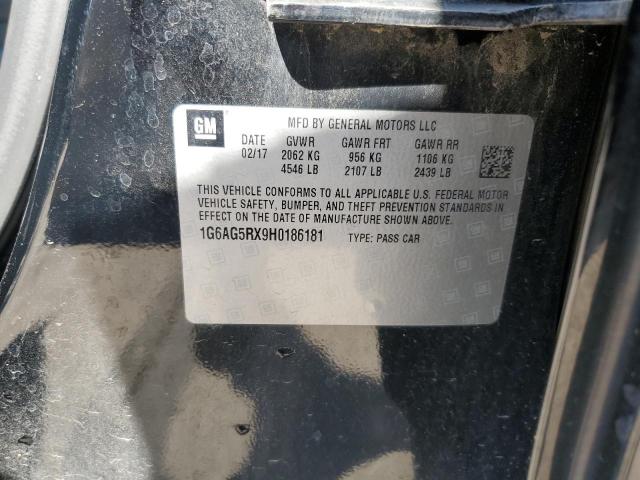 GM
MFD BY GENERAL MOTORS LLC
DATE GVWR GAWR FRT GAWR RR
02/17 2062 KG 956 KG 1106 KG
4546 LB 2107 LB 2439 LB
THIS VEHICLE CONFORMS TO ALL APPLICABLE U.S. FEDERAL MOTOR
VEHICLE SAFETY, BUMPER, AND THEFT PREVENTION STANDARDS IN
EFFECT ON THE DATE OF MANUFACTURE SHOWN ABOVE.
1G6AG5RX9H0186181 TYPE: PASS CAR